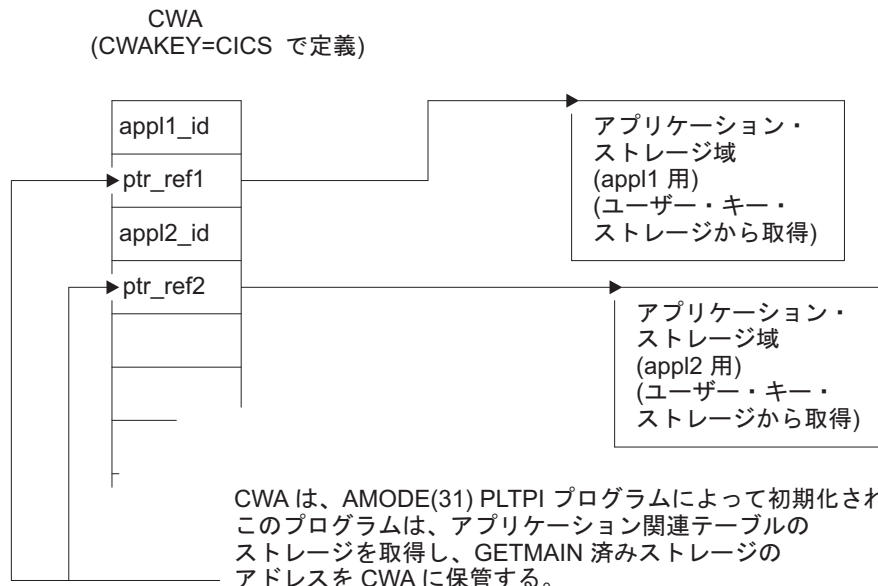 CWA
(CWAKEY=CICS で定義)
appl1_id
ptr_ref1
appl2_id
ptr_ref2
アプリケーション・
ストレージ域
(appl1 用)
(ユーザー・キー・
ストレージから取得)
アプリケーション・
ストレージ域
(appl2 用)
(ユーザー・キー・
ストレージから取得)
CWA は、AMODE(31) PLTPI プログラムによって初期化され
このプログラムは、アプリケーション関連テーブルの
ストレージを取得し、GETMAIN 済みストレージの
アドレスを CWA に保管する。